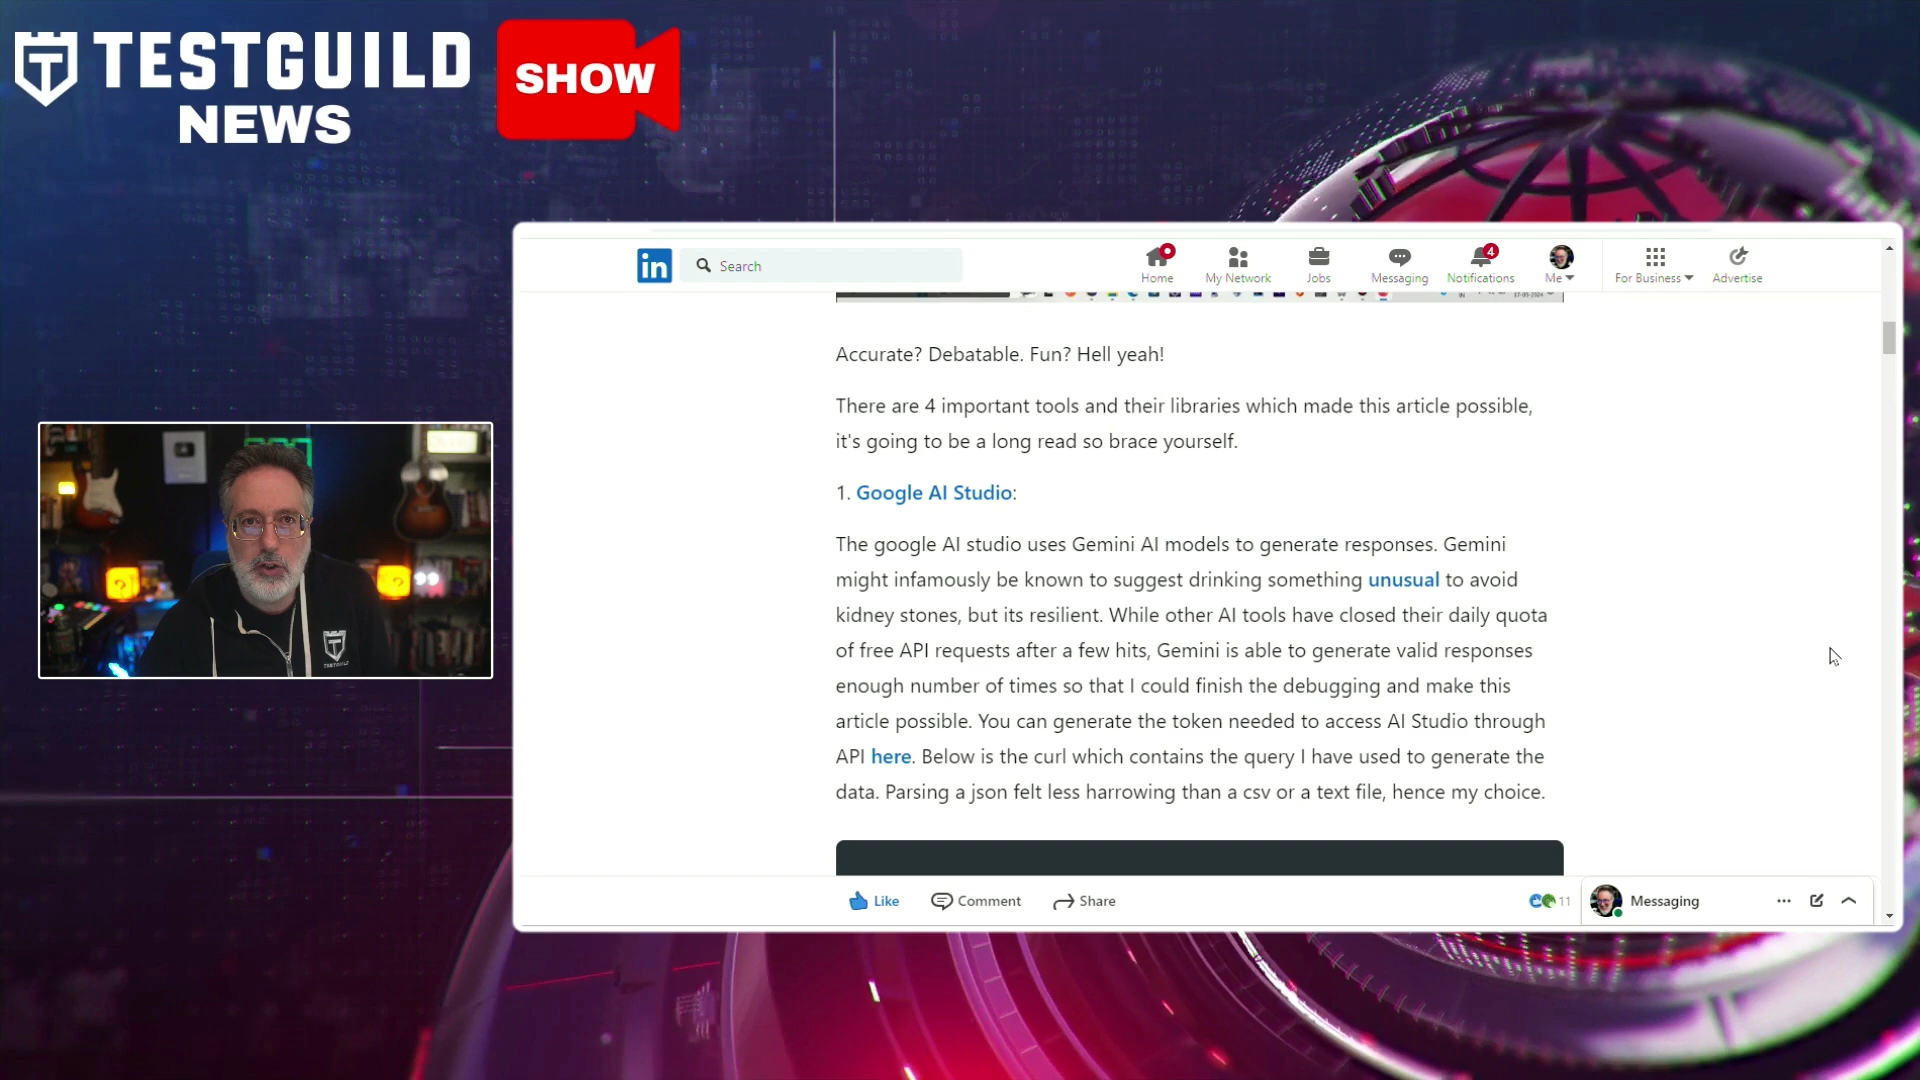 TESTGUILD
NEWS
SHOW
in
Search
Home
My Network
Jobs
Messaging
4
Notifications
Me
For Business
Advertise
Accurate? Debatable. Fun? Hell yeah!
There are 4 important tools and their libraries which made this article possible,
it's going to be a long read so brace yourself.
1. Google AI Studio:
The google AI studio uses Gemini AI models to generate responses. Gemini
might infamously be known to suggest drinking something unusual to avoid
kidney stones, but its resilient. While other AI tools have closed their daily quota
of free API requests after a few hits, Gemini is able to generate valid responses
enough number of times so that I could finish the debugging and make this
article possible. You can generate the token needed to access AI Studio through
API here. Below is the curl which contains the query I have used to generate the
data. Parsing a json felt less harrowing than a csv or a text file, hence my choice.
Like
Comment
Share
11
Messaging
TESTGUILD